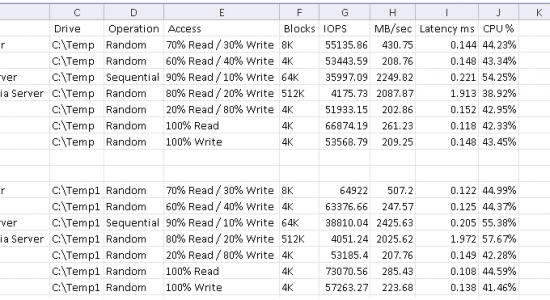 C D E F G H I J K
Drive Operation Access Blocks IOPS MB/sec Latency ms CPU %
er C:\Temp Random 70% Read / 30% Write 8K 55135.86 430.75 0.144 44.23%
C:\Temp Random 60% Read / 40% Write 4K 53443.59 208.76 0.148 43.34%
rver C:\Temp Sequential 90% Read / 10% Write 64K 35997.09 2249.82 0.221 54.25%
ia Server C:\Temp Random 80% Read / 20% Write 512K 4175.73 2087.87 1.913 38.92%
C:\Temp Random 20% Read / 80% Write 4K 51933.15 202.86 0.152 42.95%
C:\Temp Random 100% Read 4K 66874.19 261.23 0.118 42.33%
C:\Temp Random 100% Write 4K 53568.79 209.25 0.148 43.45%
er C:\Temp1 Random 70% Read / 30% Write 8K 64922 507.2 0.122 44.99%
C:\Temp1 Random 60% Read / 40% Write 4K 63376.66 247.57 0.125 44.37%
rver C:\Temp1 Sequential 90% Read / 10% Write 64K 38810.04 2425.63 0.205 55.38%
ia Server C:\Temp1 Random 80% Read / 20% Write 512K 4051.24 2025.62 1.972 57.67%
C:\Temp1 Random 20% Read / 80% Write 4K 53185.4 207.76 0.149 42.28%
C:\Temp1 Random 100% Read 4K 73070.56 285.43 0.108 44.59%
C:\Temp1 Random 100% Write 4K 57263.27 223.68 0.138 41.46%